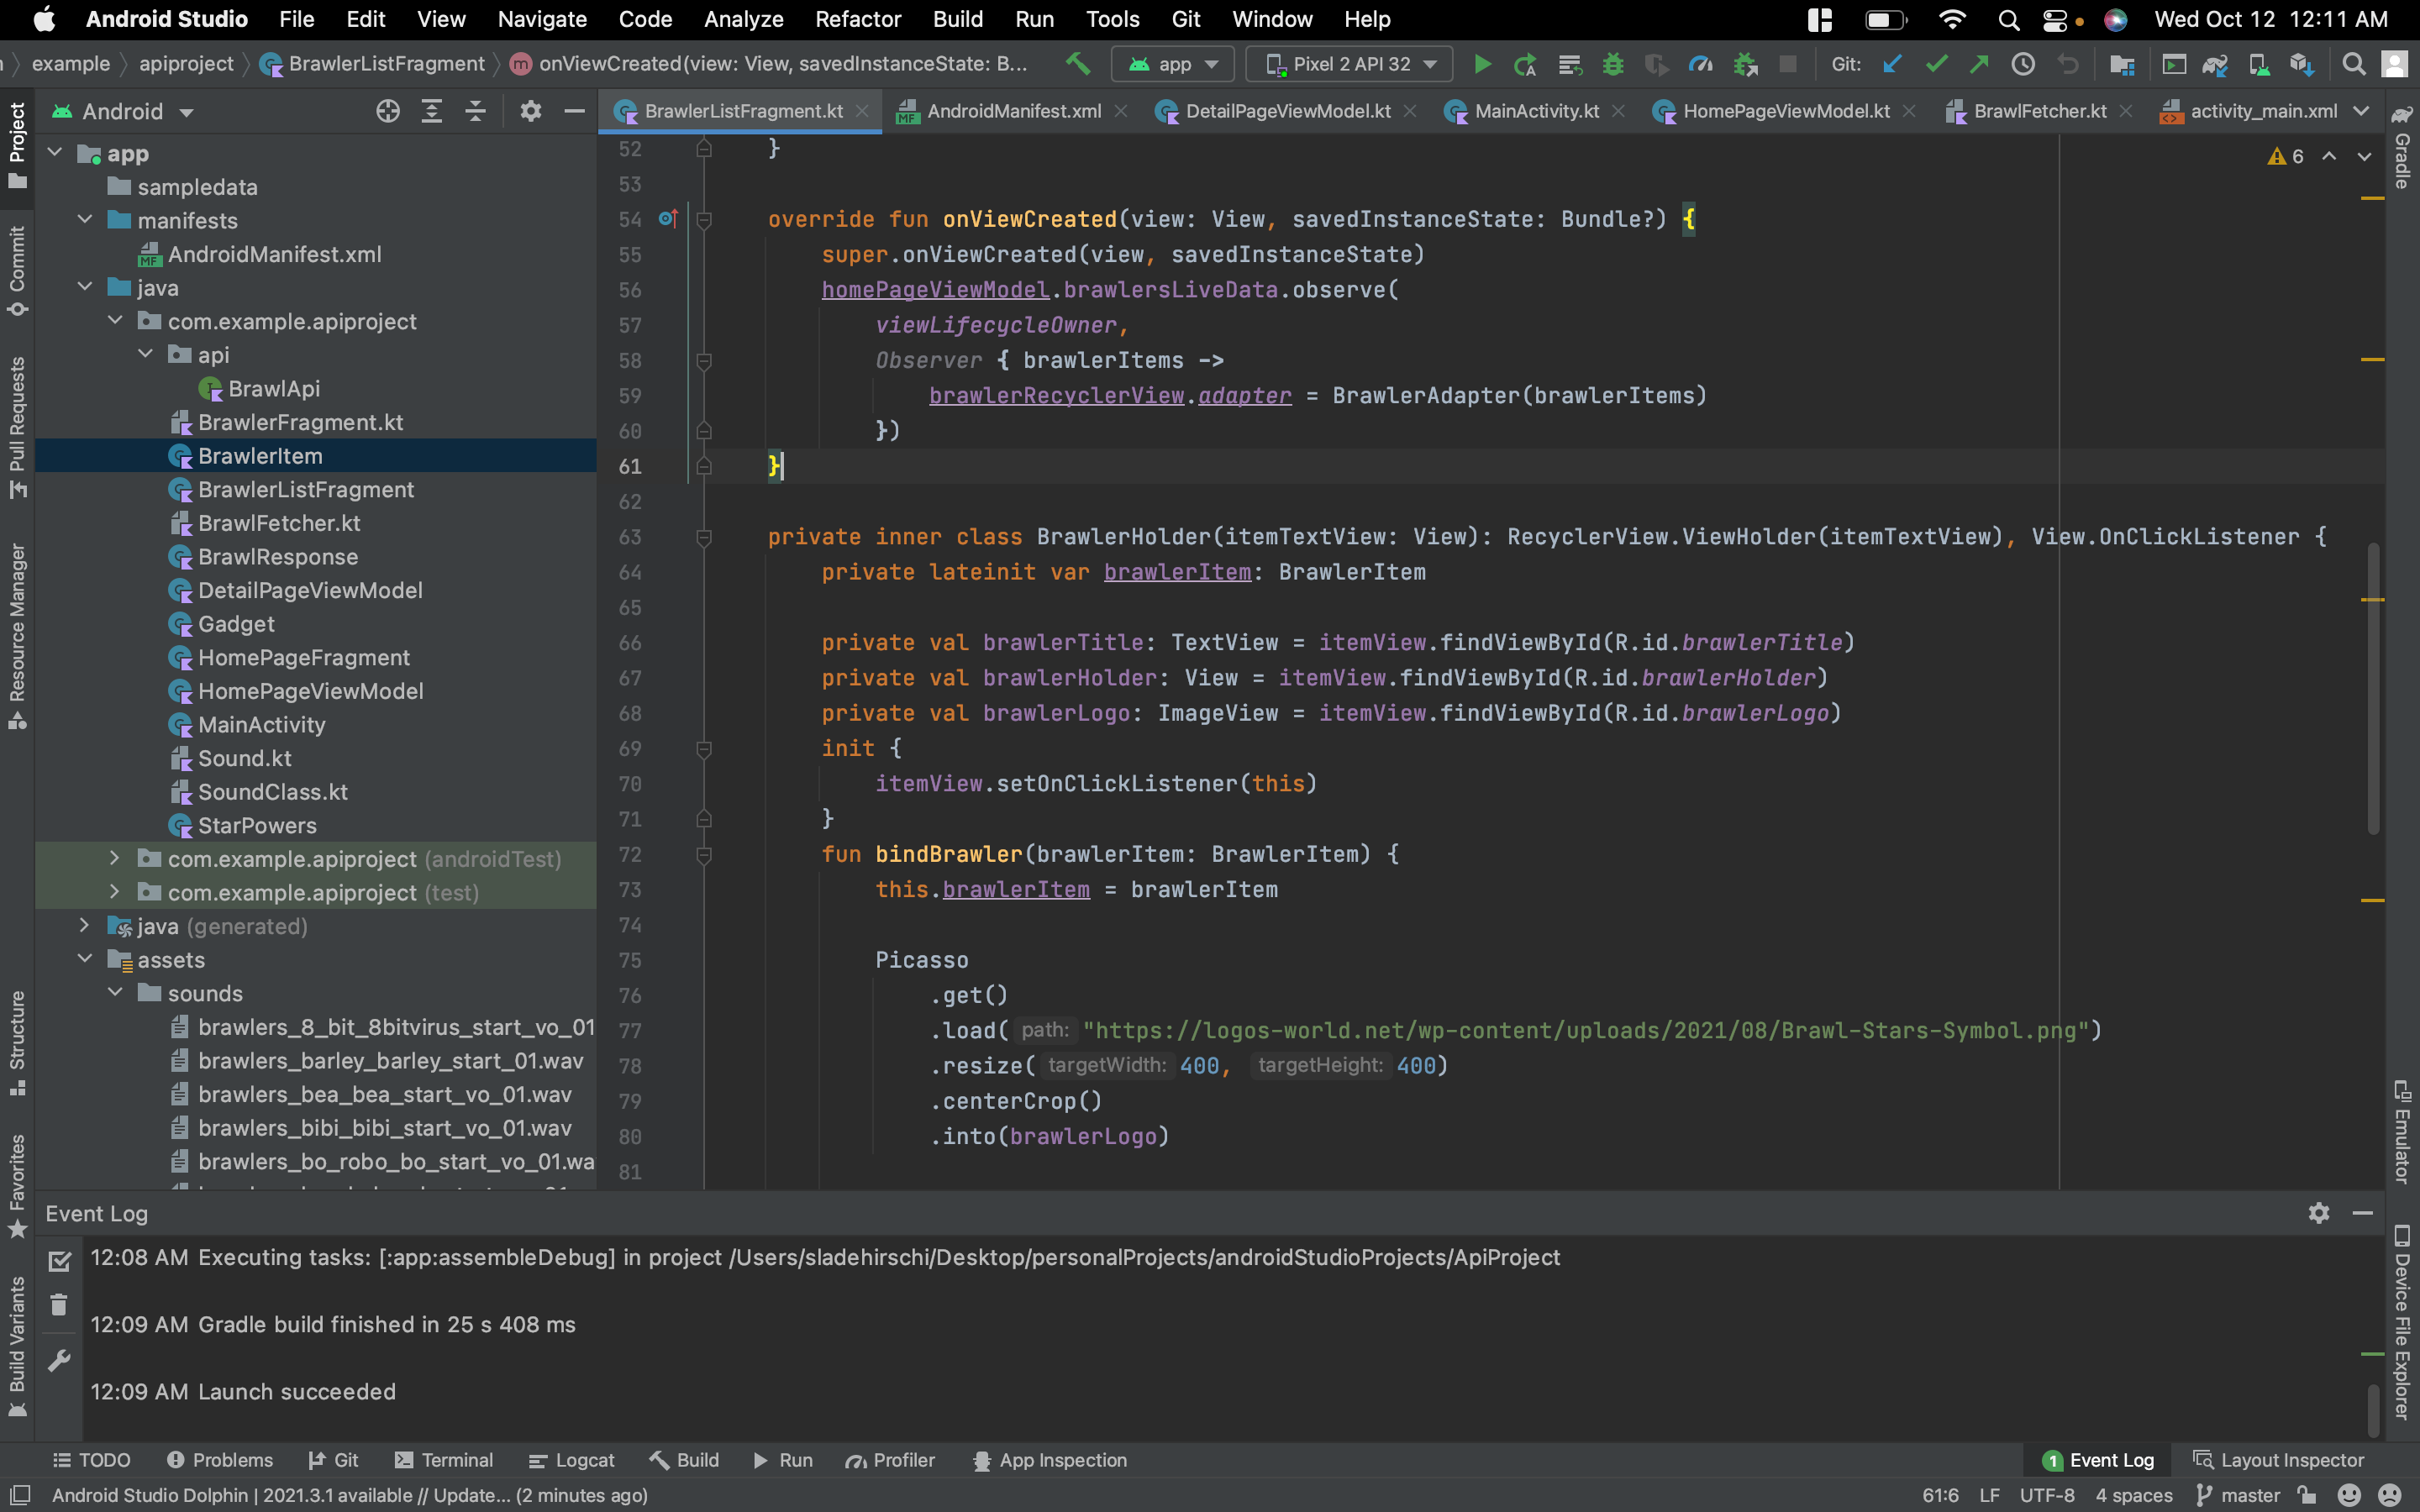 Android Studio File Edit View Navigate Code Analyze Refactor Build Run Tools Git Window Help Wed Oct 12 12:11 AM
example apiproject BrawlerListFragment onViewCreated(view: View, savedInstanceState: B... app Pixel 2 API 32 Git:
Android
BrawlerListFragment.kt AndroidManifest.xml DetailPageViewModel.kt MainActivity.kt HomePageViewModel.kt BrawlFetcher.kt activity_main.xml
Project
Commit
Pull Requests
Resource Manager
Structure
Favorites
Build Variants
app
sampledata
manifests
AndroidManifest.xml
java
com.example.apiproject
api
BrawlApi
BrawlerFragment.kt
BrawlerItem
BrawlerListFragment
BrawlFetcher.kt
BrawlResponse
DetailPageViewModel
Gadget
HomePageFragment
HomePageViewModel
MainActivity
Sound.kt
SoundClass.kt
StarPowers
com.example.apiproject (androidTest)
com.example.apiproject (test)
java (generated)
assets
sounds
brawlers_8_bit_8bitvirus_start_vo_01
brawlers_barley_barley_start_01.wav
brawlers_bea_bea_start_vo_01.wav
brawlers_bibi_bibi_start_vo_01.wav
brawlers_bo_robo_bo_start_vo_01.wa
6
52 }
53
54 override fun onViewCreated(view: View, savedInstanceState: Bundle?) {
55 super.onViewCreated(view, savedInstanceState)
56 homePageViewModel.brawlersLiveData.observe(
57 viewLifecycleOwner,
58 Observer { brawlerItems ->
59 brawlerRecyclerView.adapter = BrawlerAdapter(brawlerItems)
60 })
61 }
62
63 private inner class BrawlerHolder(itemTextView: View): RecyclerView.ViewHolder(itemTextView), View.OnClickListener {
64 private lateinit var brawlerItem: BrawlerItem
65
66 private val brawlerTitle: TextView = itemView.findViewById(R.id.brawlerTitle)
67 private val brawlerHolder: View = itemView.findViewById(R.id.brawlerHolder)
68 private val brawlerLogo: ImageView = itemView.findViewById(R.id.brawlerLogo)
69 init {
70 itemView.setOnClickListener(this)
71 }
72 fun bindBrawler(brawlerItem: BrawlerItem) {
73 this.brawlerItem = brawlerItem
74
75 Picasso
76 .get()
77 .load( path: "https://logos-world.net/wp-content/uploads/2021/08/Brawl-Stars-Symbol.png")
78 .resize( targetWidth: 400, targetHeight: 400)
79 .centerCrop()
80 .into(brawlerLogo)
81
Gradle
Emulator
Device File Explorer
Event Log
12:08 AM Executing tasks: [:app:assembleDebug] in project /Users/sladehirschi/Desktop/personalProjects/androidStudioProjects/ApiProject
12:09 AM Gradle build finished in 25 s 408 ms
12:09 AM Launch succeeded
TODO Problems Git Terminal Logcat Build Run Profiler App Inspection 1 Event Log Layout Inspector
Android Studio Dolphin | 2021.3.1 available // Update... (2 minutes ago) 61:6 LF UTF-8 4 spaces master